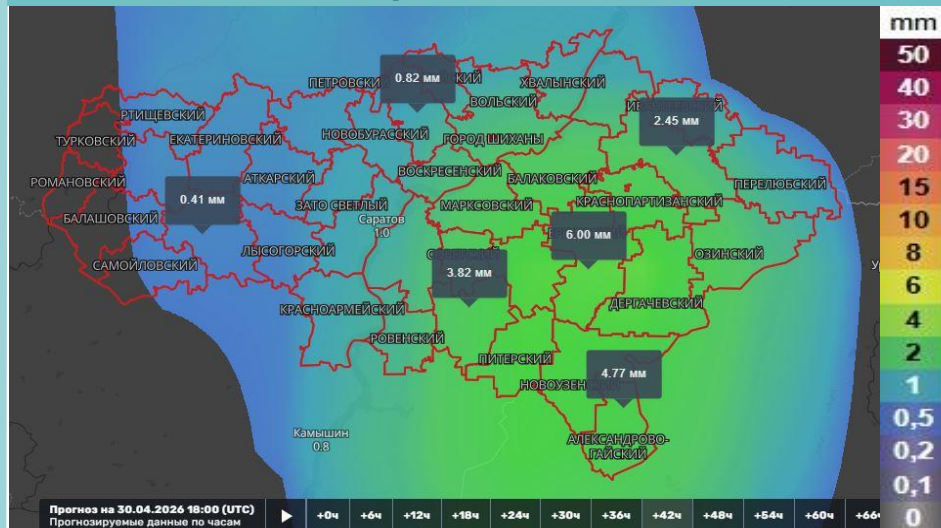 mm
50
40
30
20
15
10
8
6
4
2
1
0,5
0,2
0,1
0
0.82 мм
ПЕТРОВСКИ
КИЙ
ХВАЛЫНСКИЙ
ВОЛЬСКИЙ
2.45 мм
РТИЩЕВСКИЙ
ТУРКОВСКИЙ
ЕКАТЕРИНОВСКИЙ
НОВОБУРАССКИЙ
ГОРОД ШИХАНЫ
РОМАНОВСКИЙ
АТКАРСКИЙ
ВОСКРЕСЕНСКИЙ
БАЛАКОВСКИЙ
ПЕРЕЛЮБСКИЙ
0.41 мм
ЗАТО СВЕТЛЫЙ
МАРКСОВСКИЙ
КРАСНОПАРТИЗАНСКИЙ
БАЛАШОВСКИЙ
Саратов
1.0
6.00 мм
САМОЙЛОВСКИЙ
ЛЫСОГОРСКИЙ
3.82 мм
ОЗИНСКИЙ
КРАСНОАРМЕЙСКИЙ
ДЕРГАЧЕВСКИЙ
РОВЕНСКИЙ
ПИТЕРСКИЙ
4.77 мм
НОВОУЗЕН
Камышин
0.8
АЛЕКСАНДРОВО-
ГАЙСКИЙ
Прогноз на 30.04.2026 18:00 (UTC)
Прогнозируемые данные по часам
+0ч +6ч +12ч +18ч +24ч +30ч +36ч +42ч +48ч +54ч +60ч +66ч